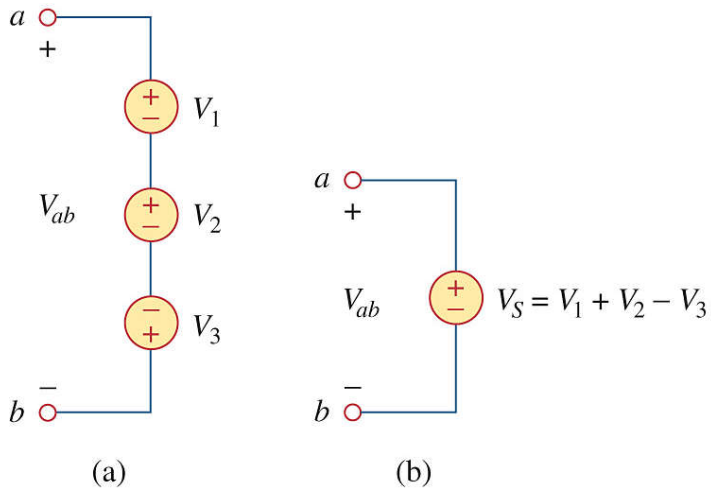 a
+
+
−
V1
Vab
+
−
V2
−
+
V3
−
b
(a)
a
+
Vab
+
−
VS = V1 + V2 − V3
−
b
(b)